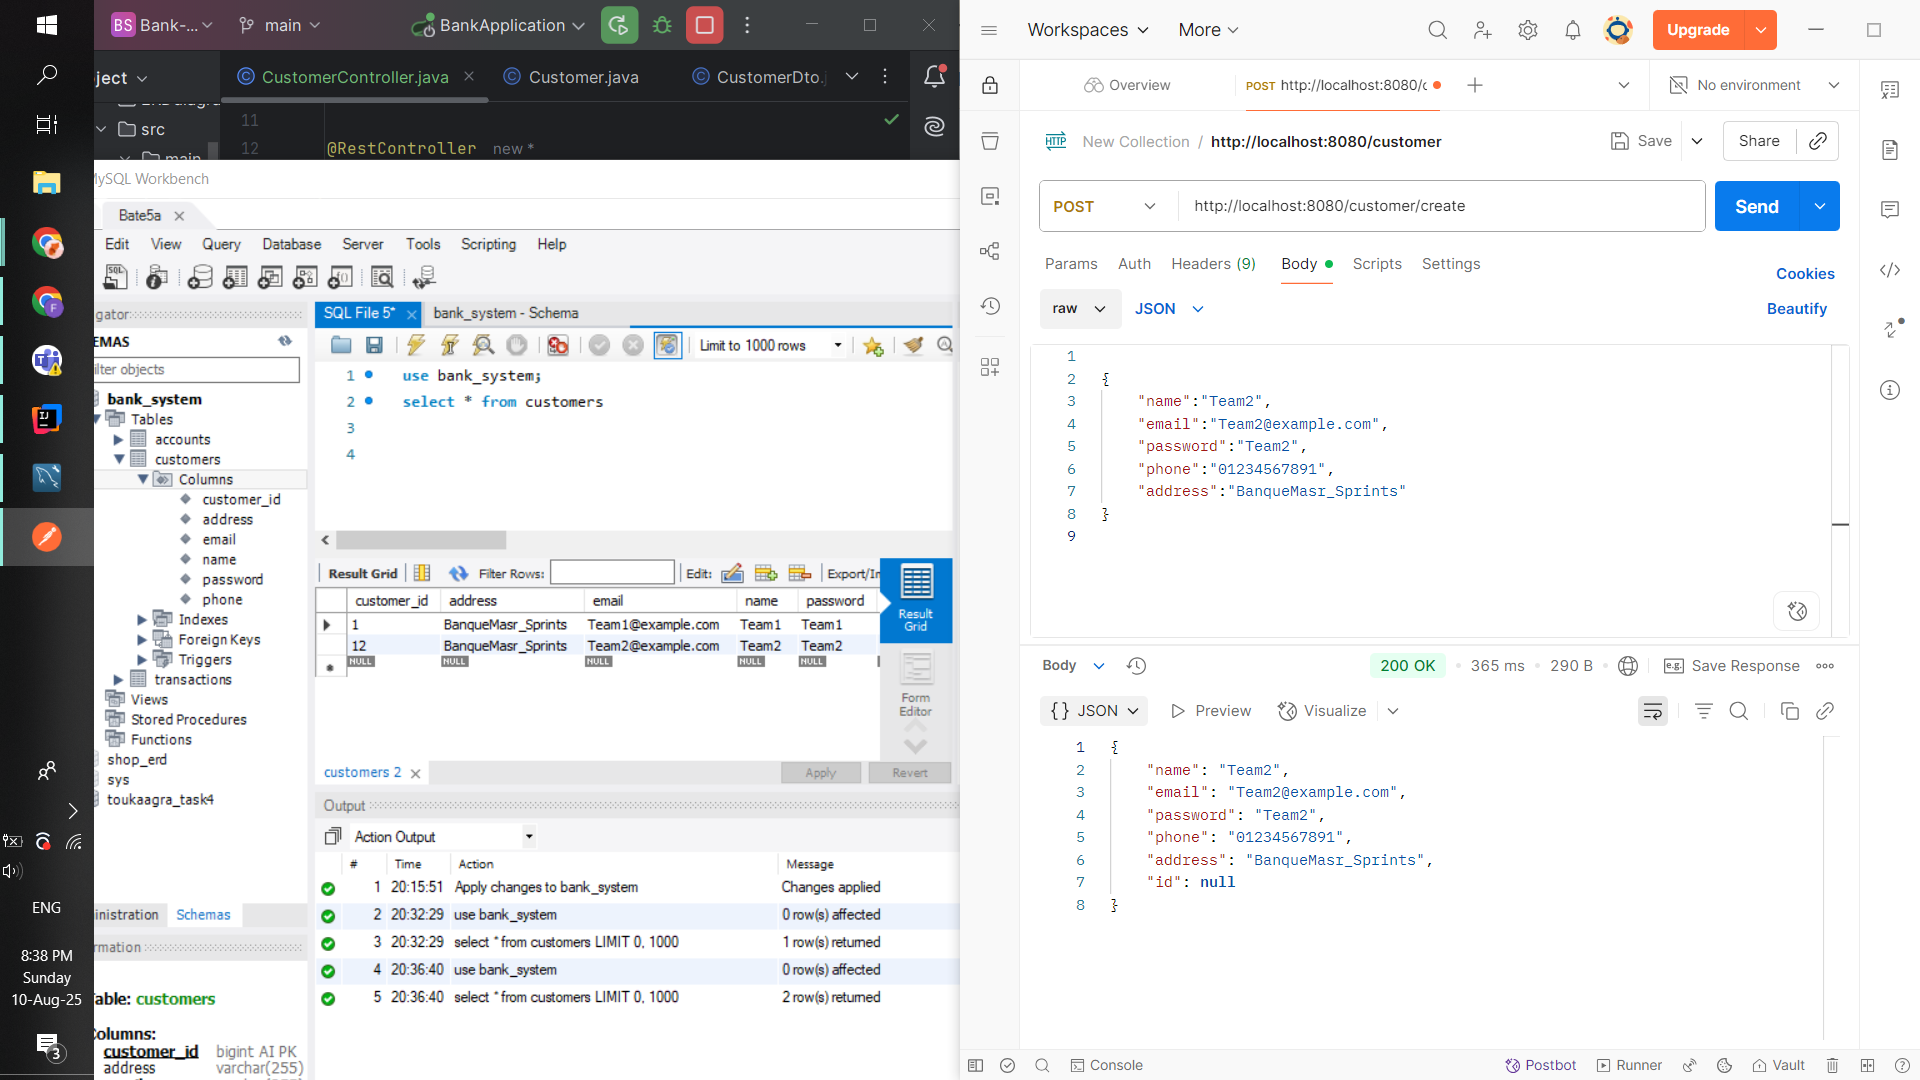 BS Bank-...
main
BankApplication
ject
CustomerController.java
Customer.java
CustomerDto.j
src
main
11
12
@RestController new *
MySQL Workbench
Bate5a
Edit View Query Database Server Tools Scripting Help
gator
EMAS
ilter objects
bank_system
Tables
accounts
customers
Columns
customer_id
address
email
name
password
phone
Indexes
Foreign Keys
Triggers
transactions
Views
Stored Procedures
Functions
shop_erd
sys
toukaagra_task4
inistration Schemas
rmation
Table: customers
Columns:
customer_id bigint AI PK
address varchar(255)
SQL File 5*
bank_system - Schema
Limit to 1000 rows
1 use bank_system;
2 select * from customers
3
4
Result Grid Filter Rows: Edit: Export/Im
customer_id address email name password
1 BanqueMasr_Sprints Team1@example.com Team1 Team1
12 BanqueMasr_Sprints Team2@example.com Team2 Team2
NULL NULL NULL NULL NULL
Result Grid
Form Editor
customers 2
Apply Revert
Output
Action Output
# Time Action Message
1 20:15:51 Apply changes to bank_system Changes applied
2 20:32:29 use bank_system 0 row(s) affected
3 20:32:29 select * from customers LIMIT 0, 1000 1 row(s) returned
4 20:36:40 use bank_system 0 row(s) affected
5 20:36:40 select * from customers LIMIT 0, 1000 2 row(s) returned
ENG
8:38 PM
Sunday
10-Aug-25
3
Workspaces More
Upgrade
Overview
POST http://localhost:8080/c
No environment
HTTP New Collection / http://localhost:8080/customer
Save Share
POST http://localhost:8080/customer/create
Send
Params Auth Headers (9) Body Scripts Settings
Cookies
raw JSON
Beautify
1
2 {
3 "name":"Team2",
4 "email":"Team2@example.com",
5 "password":"Team2",
6 "phone":"01234567891",
7 "address":"BanqueMasr_Sprints"
8 }
9
Body 200 OK 365 ms 290 B e.g. Save Response
{} JSON Preview Visualize
1 {
2 "name": "Team2",
3 "email": "Team2@example.com",
4 "password": "Team2",
5 "phone": "01234567891",
6 "address": "BanqueMasr_Sprints",
7 "id": null
8 }
Console
Postbot Runner Vault